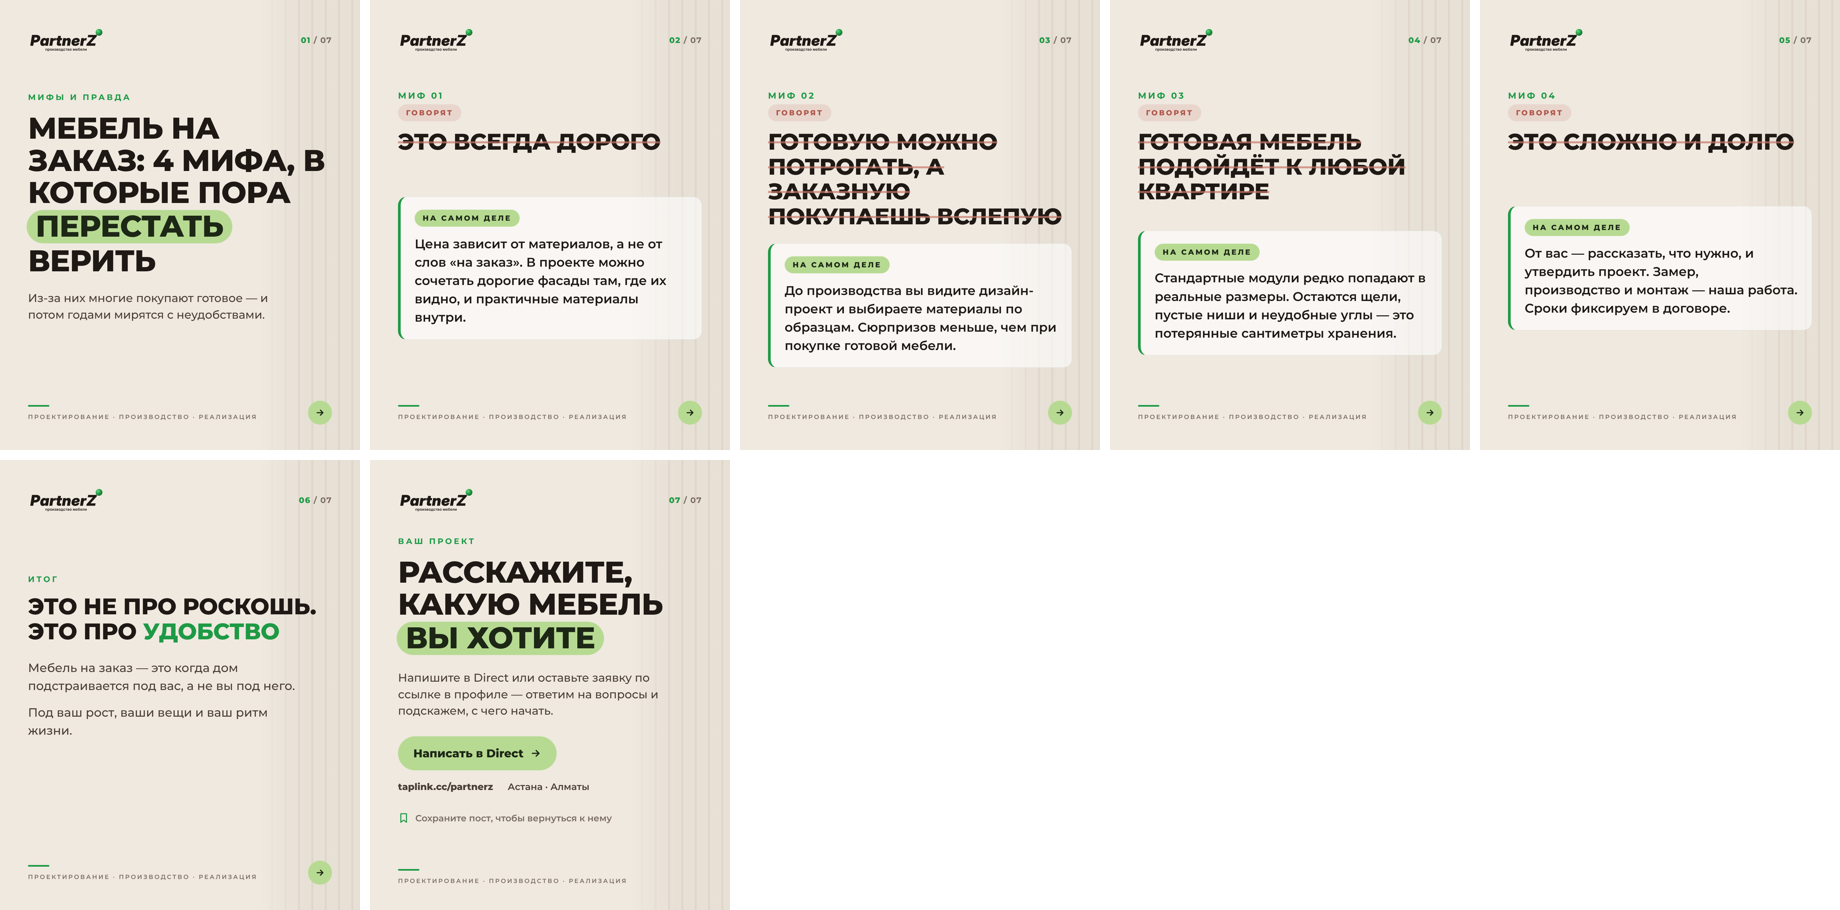 PartnerZ
производство мебели
01 / 07
МИФЫ И ПРАВДА
МЕБЕЛЬ НА
ЗАКАЗ: 4 МИФА, В
КОТОРЫЕ ПОРА
ПЕРЕСТАТЬ
ВЕРИТЬ
Из-за них многие покупают готовое — и
потом годами мирятся с неудобствами.
ПРОЕКТИРОВАНИЕ · ПРОИЗВОДСТВО · РЕАЛИЗАЦИЯ
→
PartnerZ
производство мебели
02 / 07
МИФ 01
ГОВОРЯТ
ЭТО ВСЕГДА ДОРОГО
НА САМОМ ДЕЛЕ
Цена зависит от материалов, а не от
слов «на заказ». В проекте можно
сочетать дорогие фасады там, где их
видно, и практичные материалы
внутри.
ПРОЕКТИРОВАНИЕ · ПРОИЗВОДСТВО · РЕАЛИЗАЦИЯ
→
PartnerZ
производство мебели
03 / 07
МИФ 02
ГОВОРЯТ
ГОТОВУЮ МОЖНО
ПОТРОГАТЬ, А
ЗАКАЗНУЮ
ПОКУПАЕШЬ ВСЛЕПУЮ
НА САМОМ ДЕЛЕ
До производства вы видите дизайн-
проект и выбираете материалы по
образцам. Сюрпризов меньше, чем при
покупке готовой мебели.
ПРОЕКТИРОВАНИЕ · ПРОИЗВОДСТВО · РЕАЛИЗАЦИЯ
→
PartnerZ
производство мебели
04 / 07
МИФ 03
ГОВОРЯТ
ГОТОВАЯ МЕБЕЛЬ
ПОДОЙДЁТ К ЛЮБОЙ
КВАРТИРЕ
НА САМОМ ДЕЛЕ
Стандартные модули редко попадают в
реальные размеры. Остаются щели,
пустые ниши и неудобные углы — это
потерянные сантиметры хранения.
ПРОЕКТИРОВАНИЕ · ПРОИЗВОДСТВО · РЕАЛИЗАЦИЯ
→
PartnerZ
производство мебели
05 / 07
МИФ 04
ГОВОРЯТ
ЭТО СЛОЖНО И ДОЛГО
НА САМОМ ДЕЛЕ
От вас — рассказать, что нужно, и
утвердить проект. Замер,
производство и монтаж — наша работа.
Сроки фиксируем в договоре.
ПРОЕКТИРОВАНИЕ · ПРОИЗВОДСТВО · РЕАЛИЗАЦИЯ
→
PartnerZ
производство мебели
06 / 07
ИТОГ
ЭТО НЕ ПРО РОСКОШЬ.
ЭТО ПРО УДОБСТВО
Мебель на заказ — это когда дом
подстраивается под вас, а не вы под него.
Под ваш рост, ваши вещи и ваш ритм
жизни.
ПРОЕКТИРОВАНИЕ · ПРОИЗВОДСТВО · РЕАЛИЗАЦИЯ
→
PartnerZ
производство мебели
07 / 07
ВАШ ПРОЕКТ
РАССКАЖИТЕ,
КАКУЮ МЕБЕЛЬ
ВЫ ХОТИТЕ
Напишите в Direct или оставьте заявку по
ссылке в профиле — ответим на вопросы и
подскажем, с чего начать.
Написать в Direct →
taplink.cc/partnerz Астана · Алматы
Сохраните пост, чтобы вернуться к нему
ПРОЕКТИРОВАНИЕ · ПРОИЗВОДСТВО · РЕАЛИЗАЦИЯ